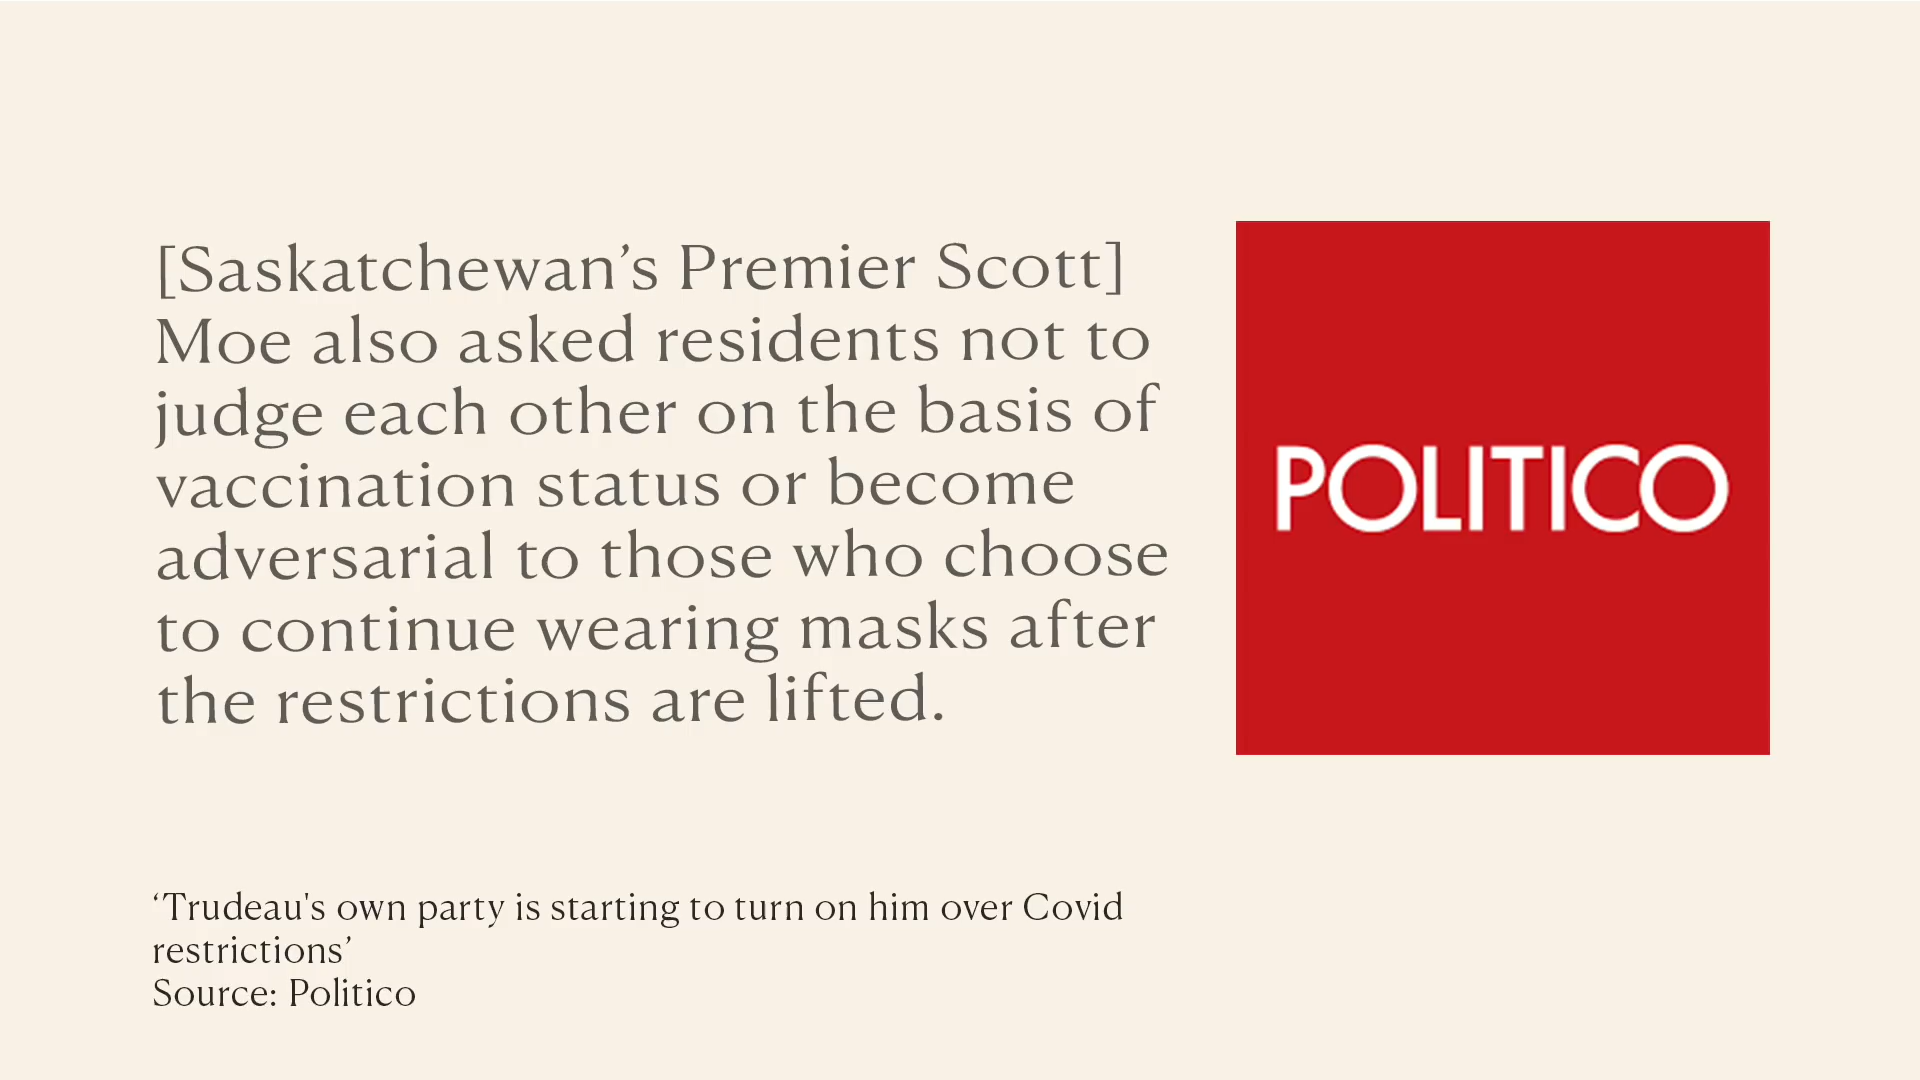 [Saskatchewan’s Premier Scott]
Moe also asked residents not to
judge each other on the basis of
vaccination status or become
adversarial to those who choose
to continue wearing masks after
the restrictions are lifted.
POLITICO
‘Trudeau's own party is starting to turn on him over Covid
restrictions’
Source: Politico